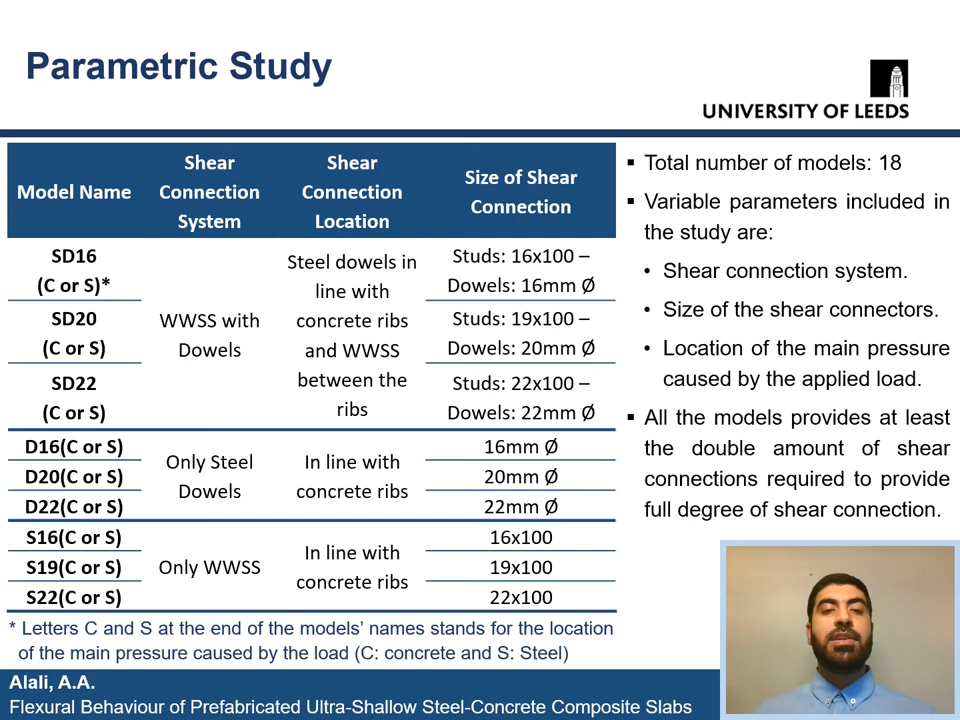 Parametric Study
UNIVERSITY OF LEEDS
Model Name
Shear
Connection
System
Shear
Connection
Location
Size of Shear
Connection
SD16
(C or S)*
WWSS with
Dowels
Steel dowels in
line with
concrete ribs
and WWSS
between the
ribs
Studs: 16x100 –
Dowels: 16mm Ø
SD20
(C or S)
Studs: 19x100 –
Dowels: 20mm Ø
SD22
(C or S)
Studs: 22x100 –
Dowels: 22mm Ø
D16(C or S)
Only Steel
Dowels
In line with
concrete ribs
16mm Ø
D20(C or S)
20mm Ø
D22(C or S)
22mm Ø
S16(C or S)
Only WWSS
In line with
concrete ribs
16x100
S19(C or S)
19x100
S22(C or S)
22x100
* Letters C and S at the end of the models’ names stands for the location
of the main pressure caused by the load (C: concrete and S: Steel)
▪ Total number of models: 18
▪ Variable parameters included in
the study are:
• Shear connection system.
• Size of the shear connectors.
• Location of the main pressure
caused by the applied load.
▪ All the models provides at least
the double amount of shear
connections required to provide
full degree of shear connection.
Alali, A.A.
Flexural Behaviour of Prefabricated Ultra-Shallow Steel-Concrete Composite Slabs